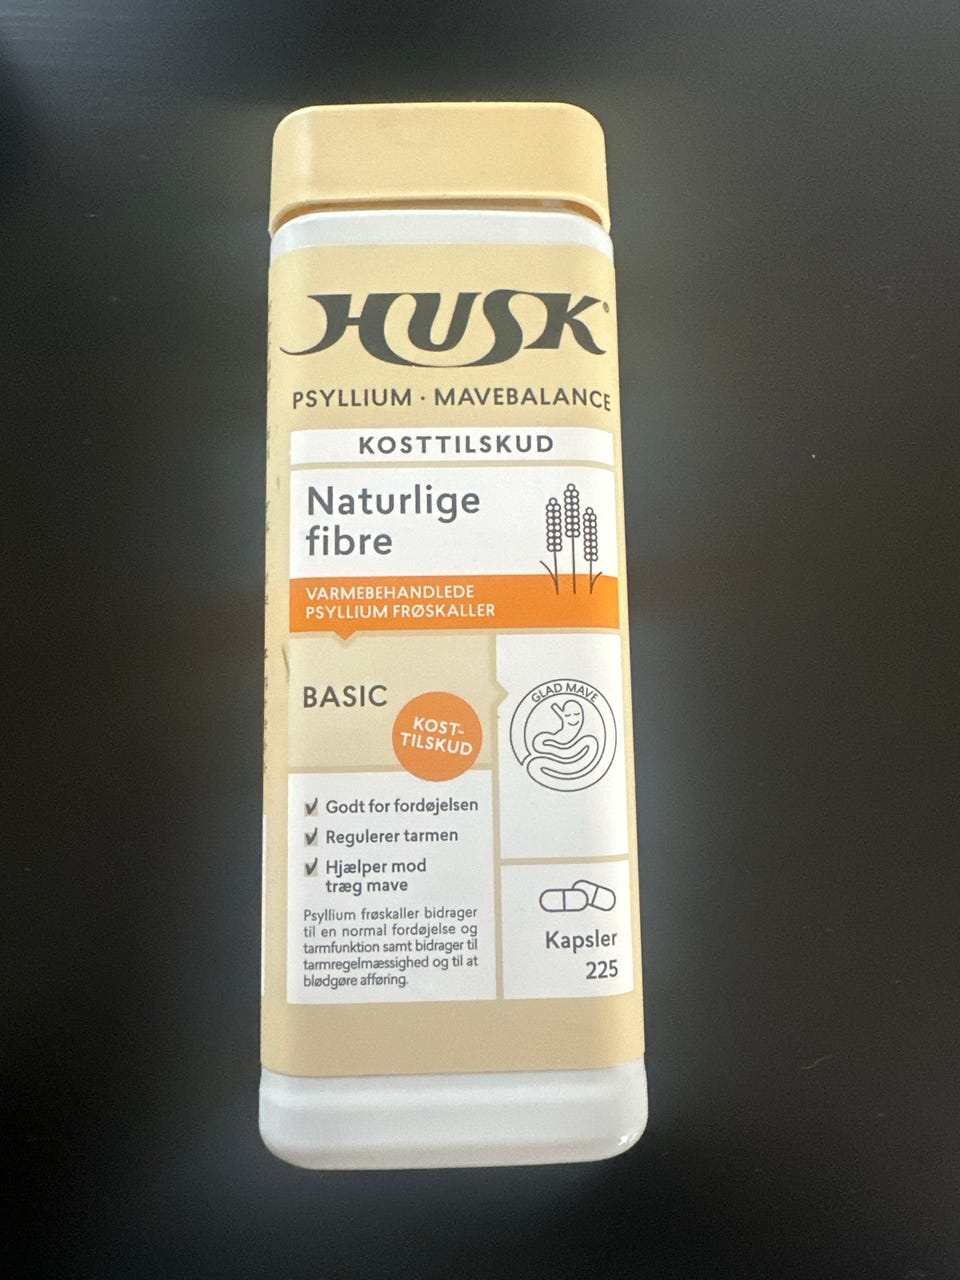 HUSK®
PSYLLIUM · MAVEBALANCE
KOSTTILSKUD
Naturlige
fibre
VARMEBEHANDLEDE
PSYLLIUM FRØSKALLER
BASIC
KOST-
TILSKUD
GLAD MAVE
Godt for fordøjelsen
Regulerer tarmen
Hjælper mod
træg mave
Psyllium frøskaller bidrager
til en normal fordøjelse og
tarmfunktion samt bidrager til
tarmregelmæssighed og til at
blødgøre afføring.
Kapsler
225